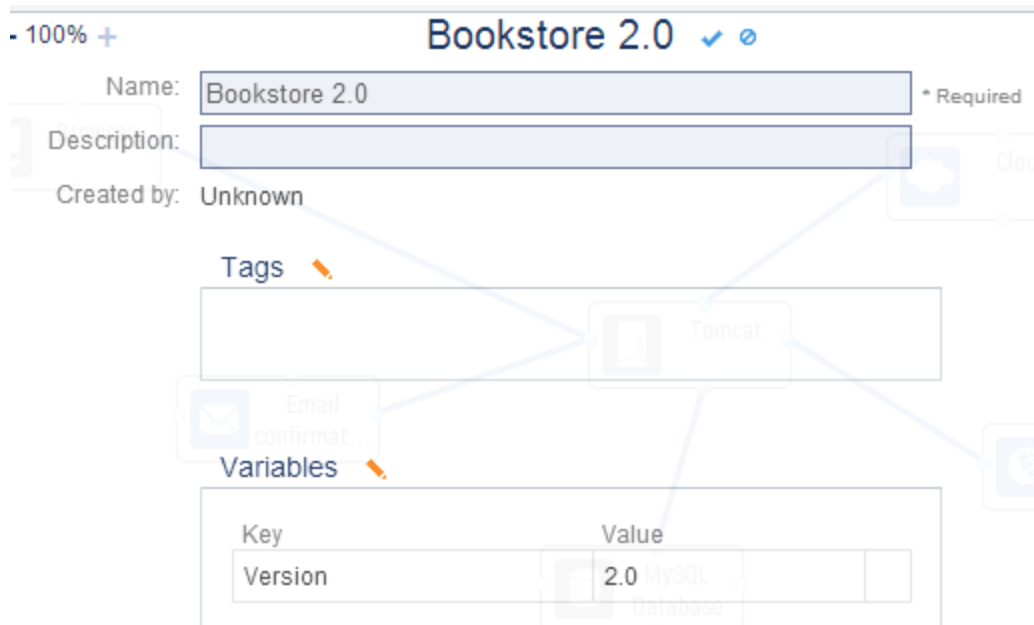 - 100% +
Bookstore 2.0
Name:
Bookstore 2.0
* Required
Description:
Created by:
Unknown
Tags
Tomcat
Email
confirmat...
Variables
Key
Value
Version
2.0
MySQL
Database